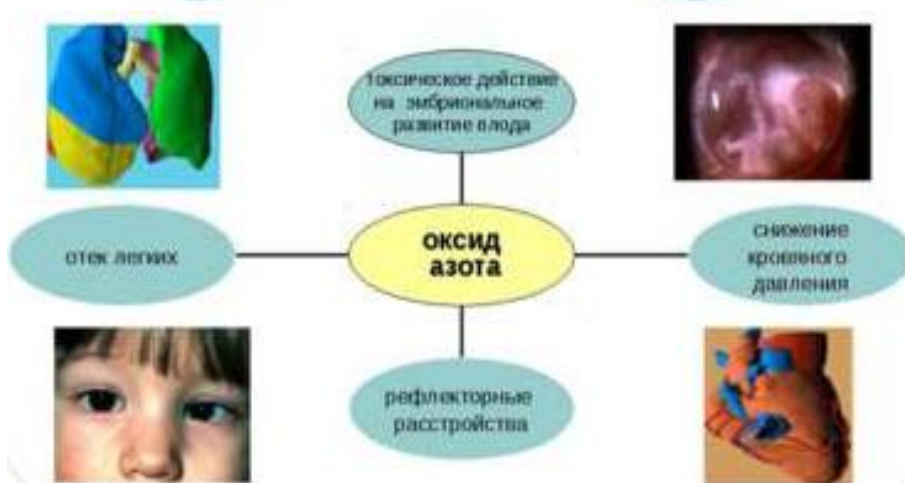 токсическое действие
на эмбриональное
развитие плода
отек легких
оксид
азота
снижение
кровяного
давления
рефлекторные
расстройства